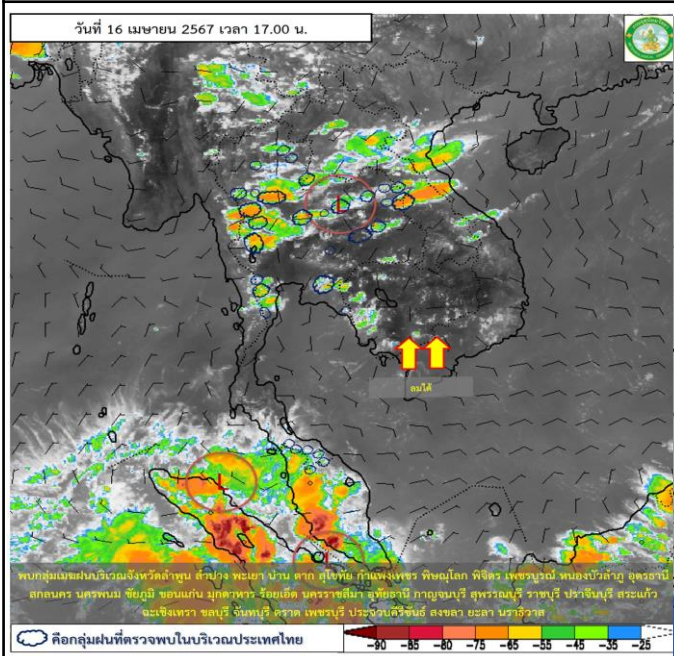 วันที่ 16 เมษายน 2567 เวลา 17.00 น.
L
ลมใต้
L
L
พบกลุ่มเมฆฝนบริเวณจังหวัดลำพูน ลำปาง พะเยา น่าน ตาก สุโขทัย กำแพงเพชร พิษณุโลก พิจิตร เพชรบูรณ์ หนองบัวลำภู อุดรธานี
สกลนคร นครพนม ชัยภูมิ ขอนแก่น มุกดาหาร ร้อยเอ็ด นครราชสีมา อุทัยธานี กาญจนบุรี สุพรรณบุรี ราชบุรี ปราจีนบุรี สระแก้ว
ฉะเชิงเทรา ชลบุรี จันทบุรี ตราด เพชรบุรี ประจวบคีรีขันธ์ สงขลา ยะลา นราธิวาส
คือกลุ่มฝนที่ตรวจพบในบริเวณประเทศไทย
-90 -85 -80 -75 -65 -55 -45 -35 -25